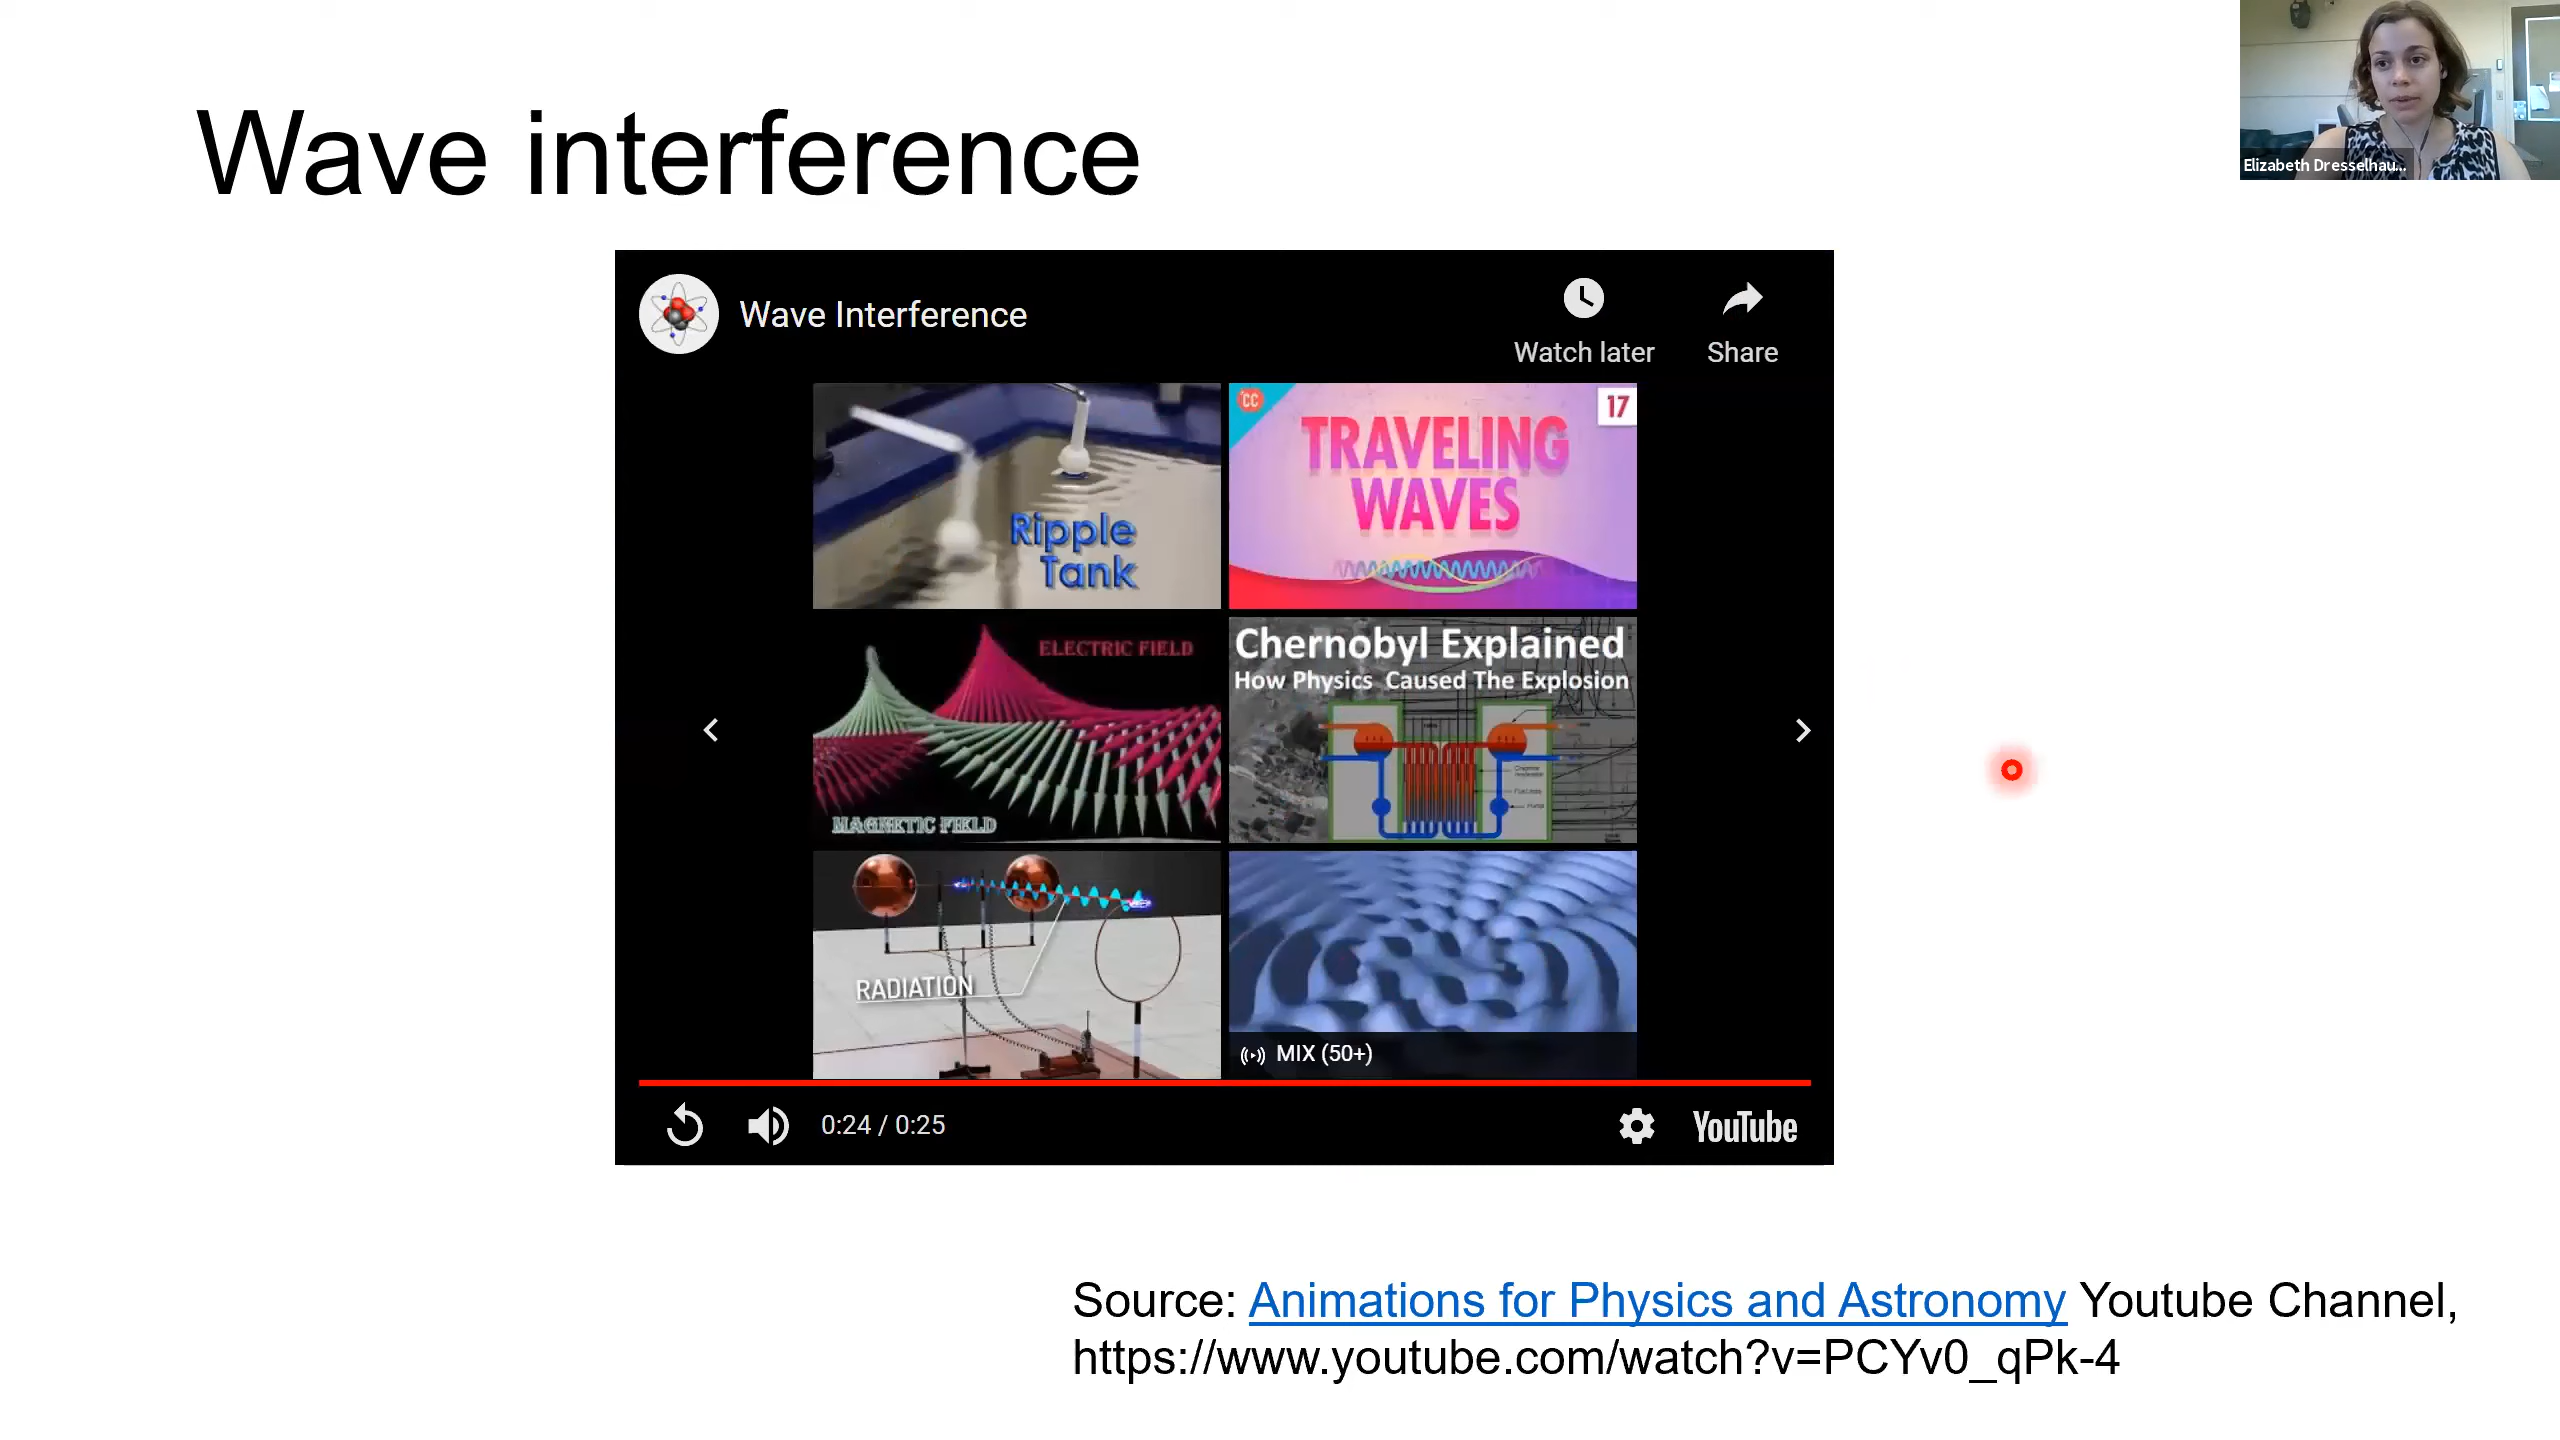 Wave interference
Elizabeth Dresselhau...
Wave Interference
Watch later
Share
Ripple
Tank
CC
17
TRAVELING
WAVES
ELECTRIC FIELD
MAGNETIC FIELD
Chernobyl Explained
How Physics Caused The Explosion
RADIATION
MIX (50+)
0:24 / 0:25
YouTube
Source: Animations for Physics and Astronomy Youtube Channel,
https://www.youtube.com/watch?v=PCYv0_qPk-4